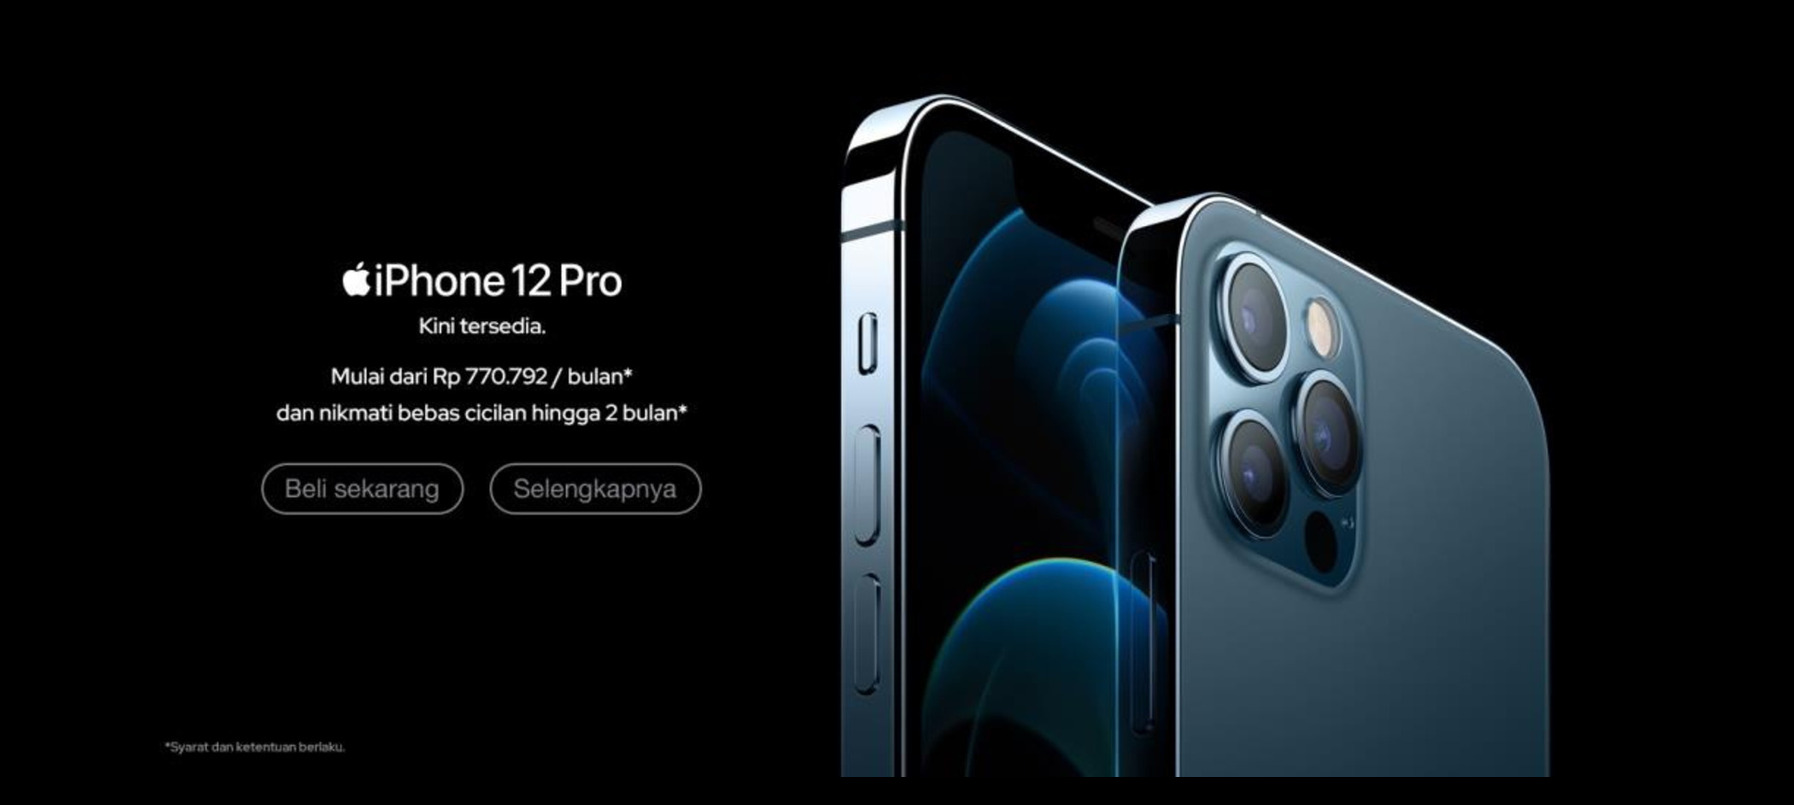 iPhone 12 Pro
Kini tersedia.
Mulai dari Rp 770.792 / bulan*
dan nikmati bebas cicilan hingga 2 bulan*
Beli sekarang
Selengkapnya
*Syarat dan ketentuan berlaku.